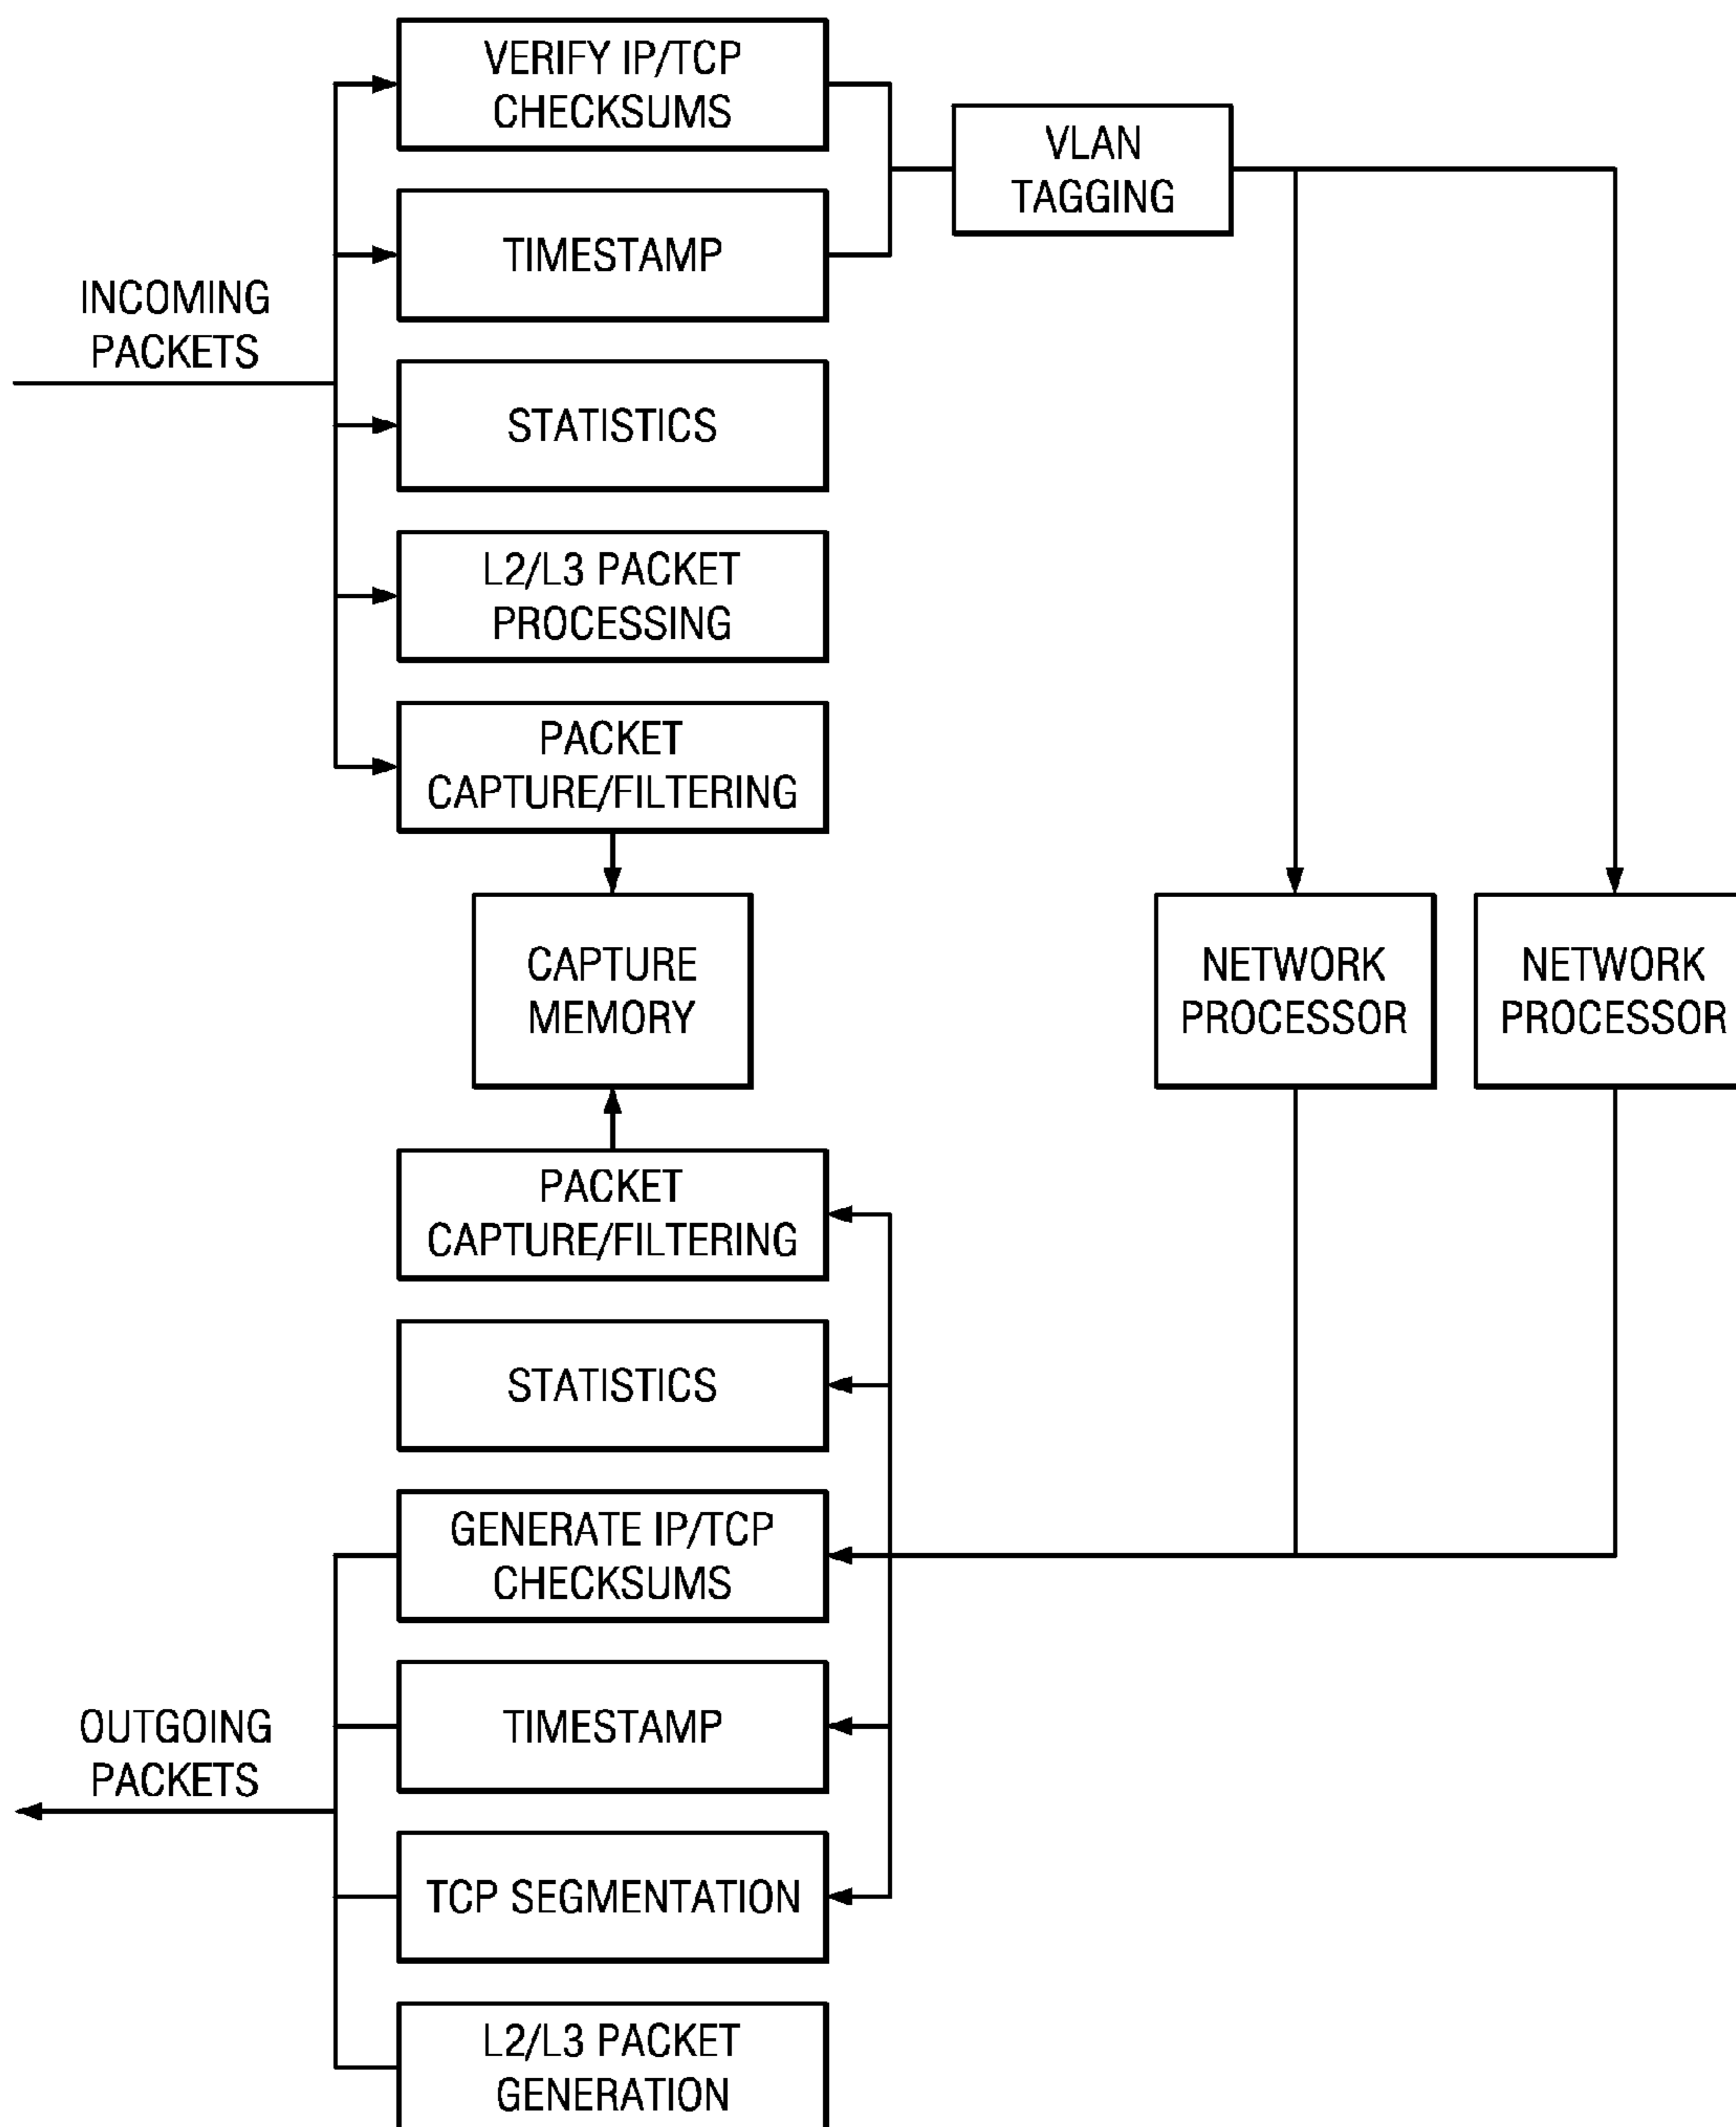 VERIFY IP/TCP
CHECKSUMS
VLAN
TAGGING
TIMESTAMP
INCOMING
PACKETS
STATISTICS
L2/L3 PACKET
PROCESSING
PACKET
CAPTURE/FILTERING
CAPTURE
MEMORY
NETWORK
PROCESSOR
NETWORK
PROCESSOR
PACKET
CAPTURE/FILTERING
STATISTICS
GENERATE IP/TCP
CHECKSUMS
TIMESTAMP
OUTGOING
PACKETS
TCP SEGMENTATION
L2/L3 PACKET
GENERATION